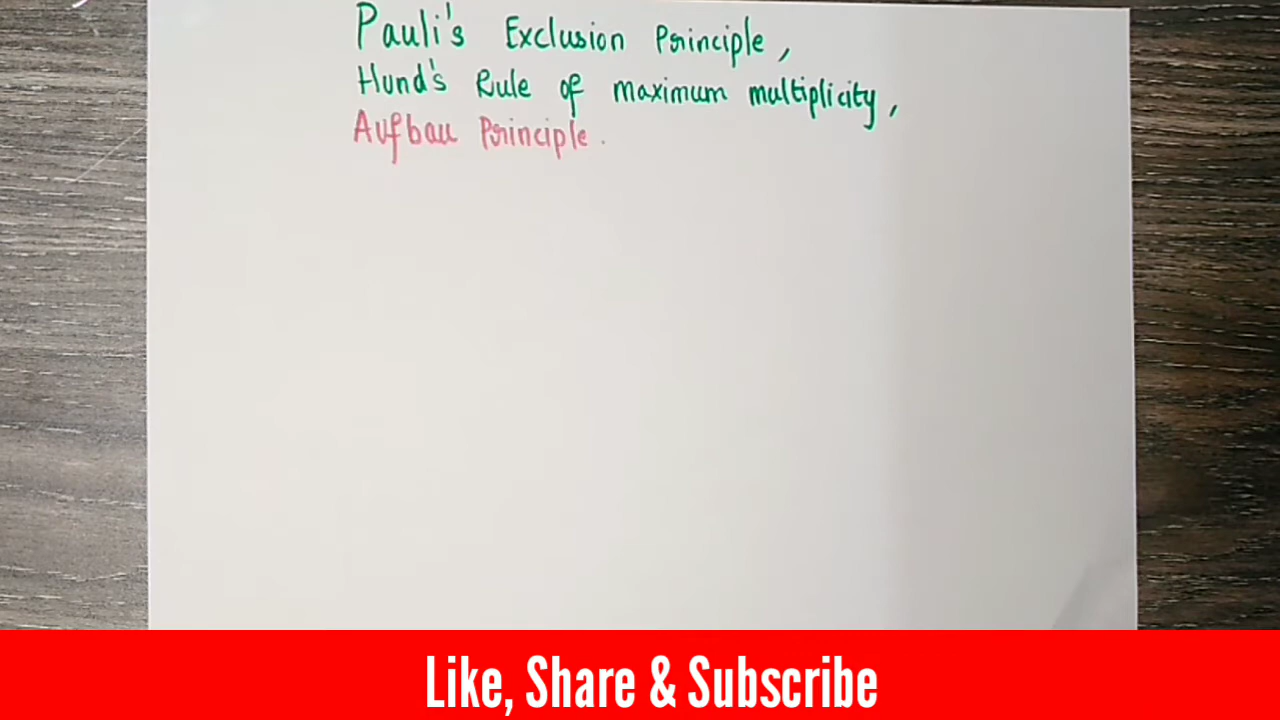 Pauli's Exclusion Principle,
Hund's Rule of maximum multiplicity,
Aufbau Principle.
Like, Share & Subscribe